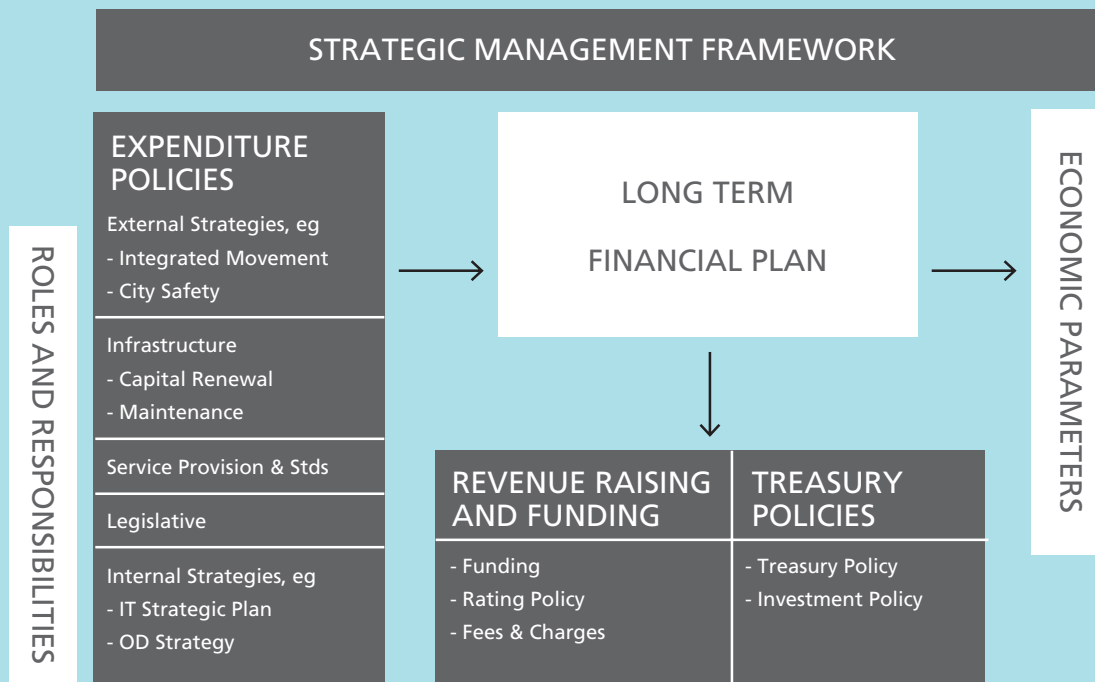 STRATEGIC MANAGEMENT FRAMEWORK
ROLES AND RESPONSIBILITIES
EXPENDITURE
POLICIES
External Strategies, eg
- Integrated Movement
- City Safety
Infrastructure
- Capital Renewal
- Maintenance
Service Provision & Stds
Legislative
Internal Strategies, eg
- IT Strategic Plan
- OD Strategy
LONG TERM
FINANCIAL PLAN
REVENUE RAISING
AND FUNDING
- Funding
- Rating Policy
- Fees & Charges
TREASURY
POLICIES
- Treasury Policy
- Investment Policy
ECONOMIC PARAMETERS